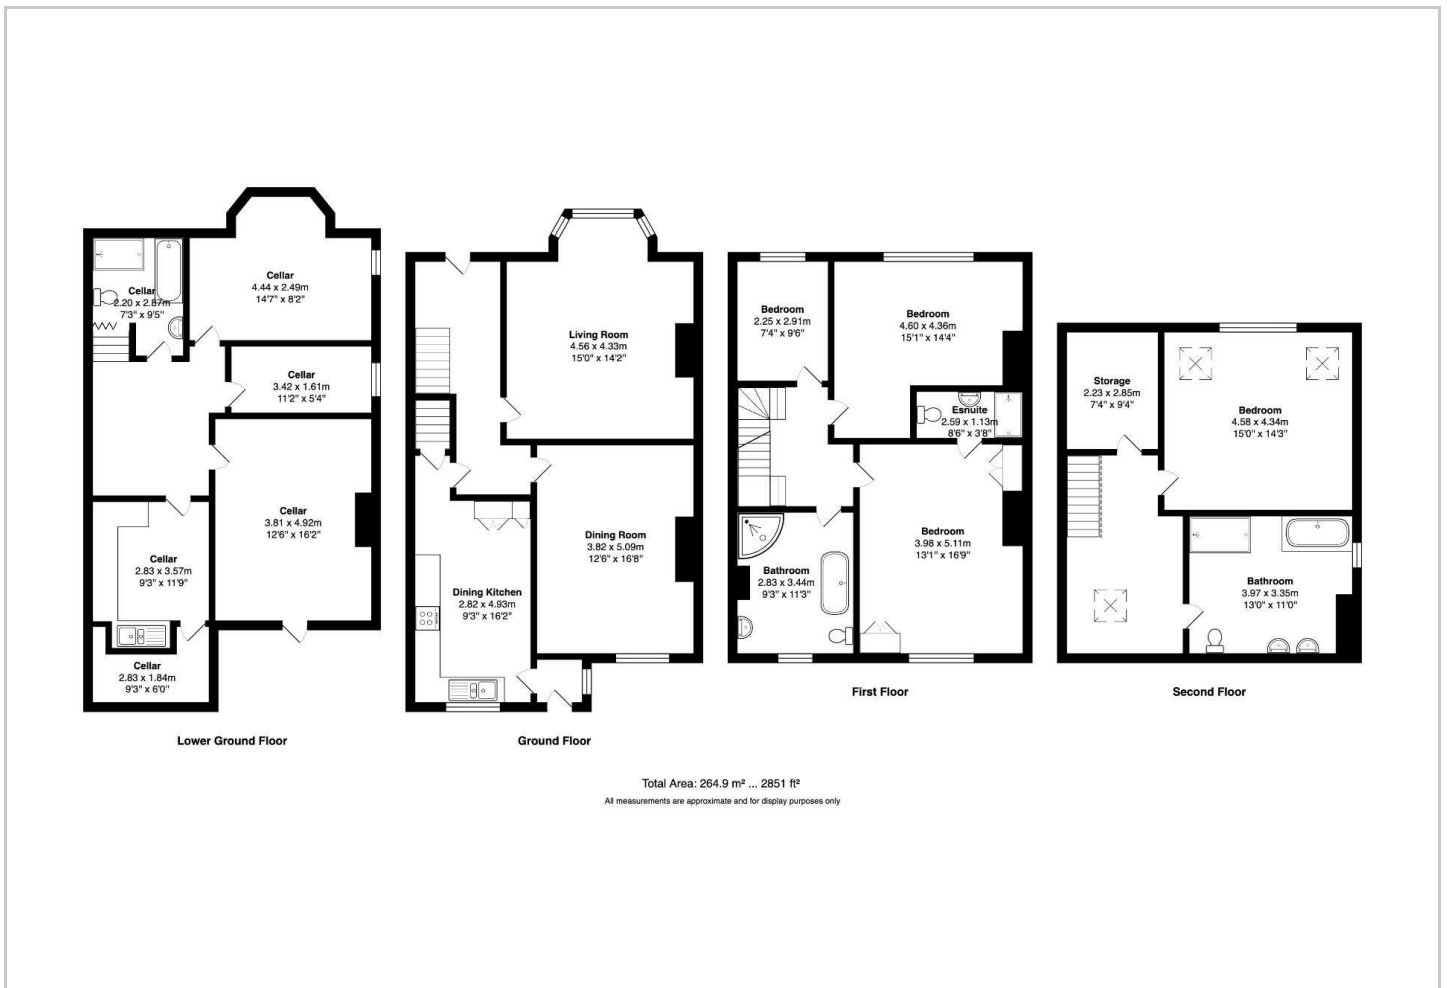 Cellar
2.20 x 2.87m
7'3" x 9'5"
Cellar
4.44 x 2.49m
14'7" x 8'2"
Cellar
3.42 x 1.61m
11'2" x 5'4"
Cellar
3.81 x 4.92m
12'6" x 16'2"
Cellar
2.83 x 3.57m
9'3" x 11'9"
Cellar
2.83 x 1.84m
9'3" x 6'0"
Lower Ground Floor
Living Room
4.56 x 4.33m
15'0" x 14'2"
Dining Room
3.82 x 5.09m
12'6" x 16'8"
Dining Kitchen
2.82 x 4.93m
9'3" x 16'2"
Ground Floor
Bedroom
2.25 x 2.91m
7'4" x 9'6"
Bedroom
4.60 x 4.36m
15'1" x 14'4"
Esnuite
2.59 x 1.13m
8'6" x 3'8"
Bedroom
3.98 x 5.11m
13'1" x 16'9"
Bathroom
2.83 x 3.44m
9'3" x 11'3"
First Floor
Storage
2.23 x 2.85m
7'4" x 9'4"
Bedroom
4.58 x 4.34m
15'0" x 14'3"
Bathroom
3.97 x 3.35m
13'0" x 11'0"
Second Floor
Total Area: 264.9 m² ... 2851 ft²
All measurements are approximate and for display purposes only